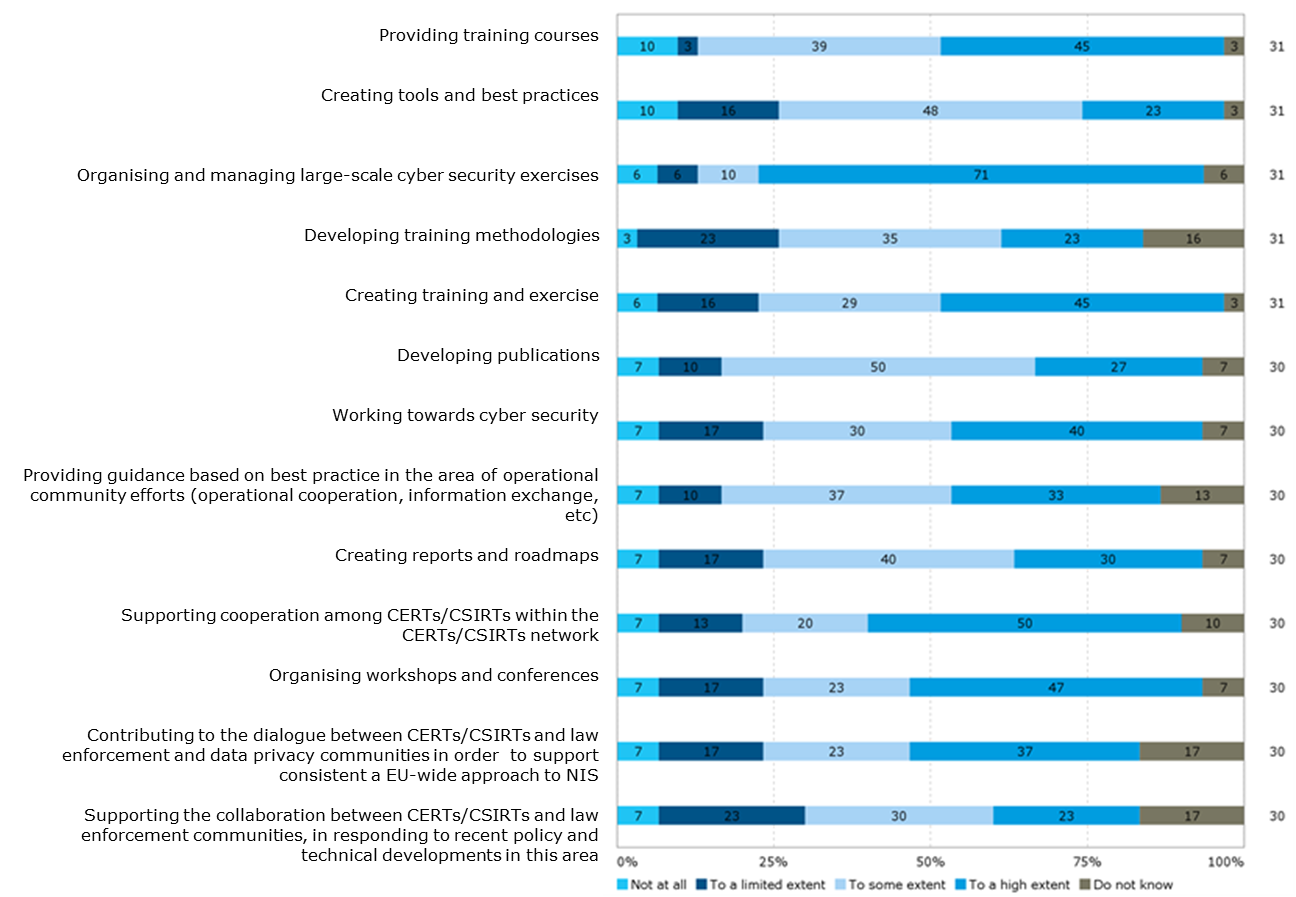 Providing training courses
10 3 39 45 3 31
Creating tools and best practices
10 16 48 23 3 31
Organising and managing large-scale cyber security exercises
6 6 10 71 6 31
Developing training methodologies
3 23 35 23 16 31
Creating training and exercise
6 16 29 45 3 31
Developing publications
7 10 50 27 7 30
Working towards cyber security
7 17 30 40 7 30
Providing guidance based on best practice in the area of operational
community efforts (operational cooperation, information exchange,
etc)
7 10 37 33 13 30
Creating reports and roadmaps
7 17 40 30 7 30
Supporting cooperation among CERTs/CSIRTs within the
CERTs/CSIRTs network
7 13 20 50 10 30
Organising workshops and conferences
7 17 23 47 7 30
Contributing to the dialogue between CERTs/CSIRTs and law
enforcement and data privacy communities in order to support
consistent a EU-wide approach to NIS
7 17 23 37 17 30
Supporting the collaboration between CERTs/CSIRTs and law
enforcement communities, in responding to recent policy and
technical developments in this area
7 23 30 23 17 30
0% 25% 50% 75% 100%
Not at all To a limited extent To some extent To a high extent Do not know